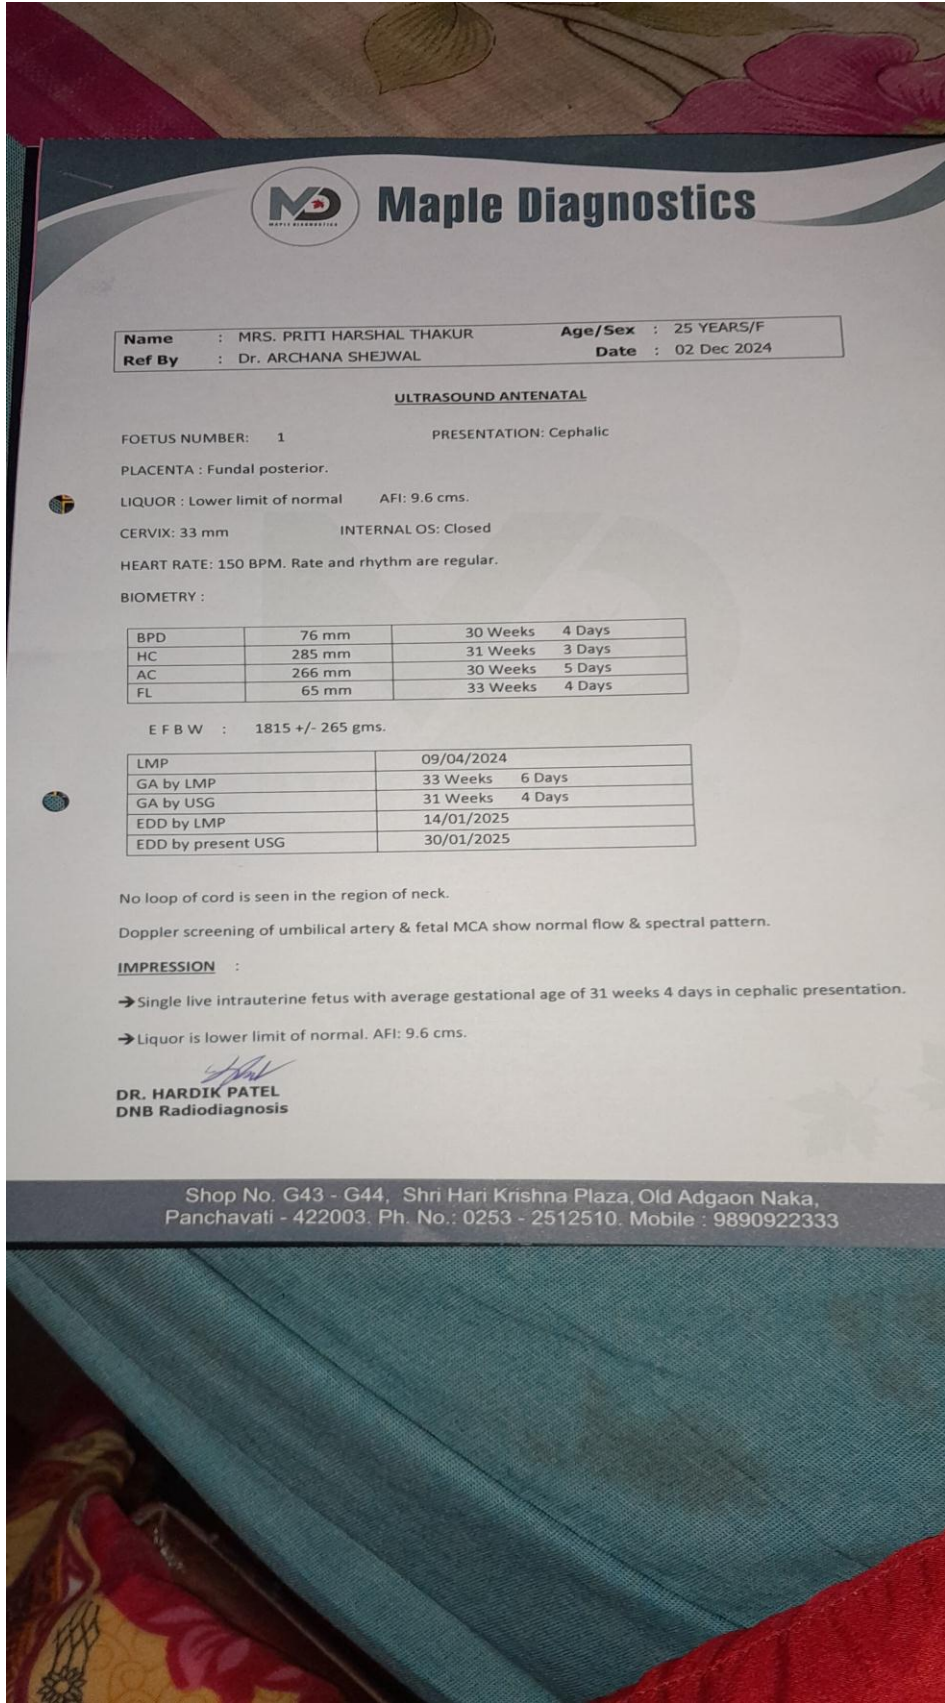 MD
MAPLE DIAGNOSTICS
Maple Diagnostics
Name : MRS. PRITI HARSHAL THAKUR Age/Sex : 25 YEARS/F
Ref By : Dr. ARCHANA SHEJWAL Date : 02 Dec 2024
ULTRASOUND ANTENATAL
FOETUS NUMBER: 1 PRESENTATION: Cephalic
PLACENTA : Fundal posterior.
LIQUOR : Lower limit of normal AFI: 9.6 cms.
CERVIX: 33 mm INTERNAL OS: Closed
HEART RATE: 150 BPM. Rate and rhythm are regular.
BIOMETRY :
BPD 76 mm 30 Weeks 4 Days
HC 285 mm 31 Weeks 3 Days
AC 266 mm 30 Weeks 5 Days
FL 65 mm 33 Weeks 4 Days
E F B W : 1815 +/- 265 gms.
LMP 09/04/2024
GA by LMP 33 Weeks 6 Days
GA by USG 31 Weeks 4 Days
EDD by LMP 14/01/2025
EDD by present USG 30/01/2025
No loop of cord is seen in the region of neck.
Doppler screening of umbilical artery & fetal MCA show normal flow & spectral pattern.
IMPRESSION :
➔Single live intrauterine fetus with average gestational age of 31 weeks 4 days in cephalic presentation.
➔Liquor is lower limit of normal. AFI: 9.6 cms.
DR. HARDIK PATEL
DNB Radiodiagnosis
Shop No. G43 - G44, Shri Hari Krishna Plaza, Old Adgaon Naka,
Panchavati - 422003. Ph. No.: 0253 - 2512510. Mobile : 9890922333